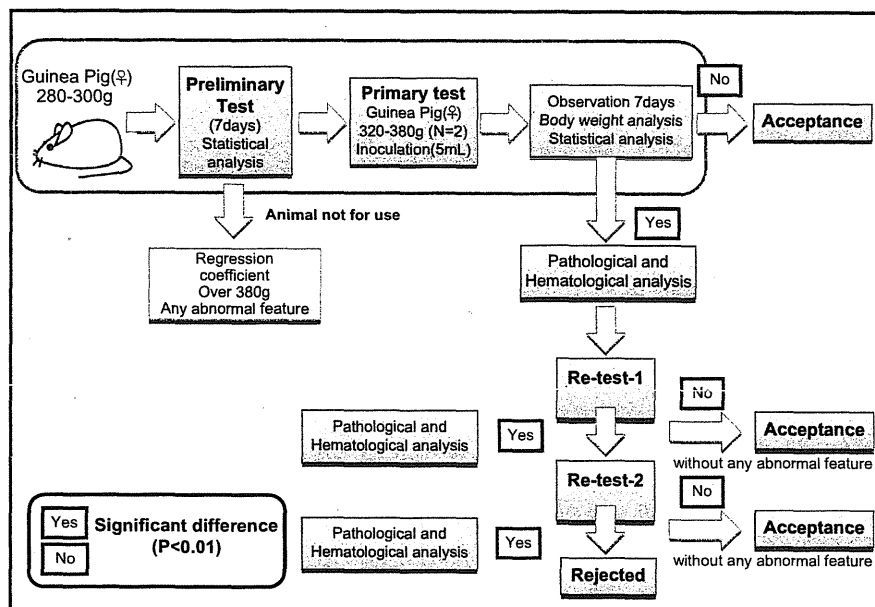 Guinea Pig(♀)
280-300g
Preliminary
Test
(7days)
Statistical
analysis
Primary test
Guinea Pig(♀)
320-380g (N=2)
Inoculation(5mL)
Observation 7days
Body weight analysis
Statistical analysis
No
Acceptance
Animal not for use
Yes
Regression
coefficient
Over 380g
Any abnormal feature
Pathological and
Hematological analysis
Re-test-1
No
Acceptance
without any abnormal feature
Pathological and
Hematological analysis
Yes
Re-test-2
No
Acceptance
without any abnormal feature
Pathological and
Hematological analysis
Yes
Rejected
Yes
No
Significant difference
(P<0.01)